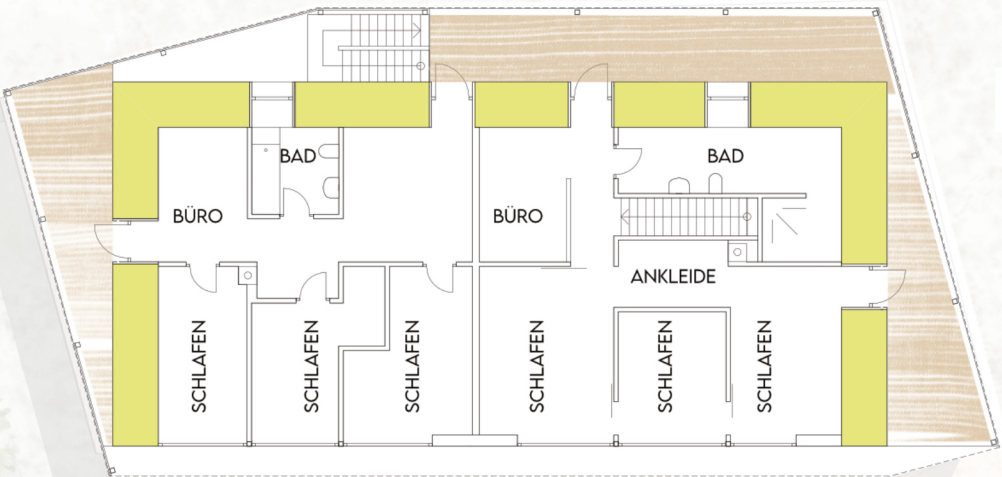 BAD
BAD
BÜRO
BÜRO
ANKLEIDE
SCHLAFEN
SCHLAFEN
SCHLAFEN
SCHLAFEN
SCHLAFEN
SCHLAFEN